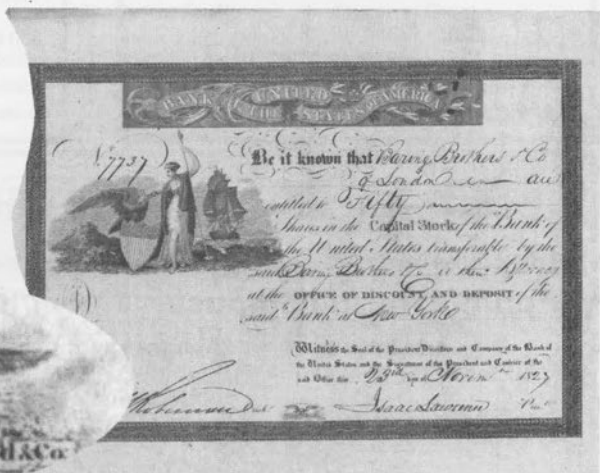 BANK OF THE UNITED STATES OF AMERICA
No 7737
Be it known that Baring Brothers & Co
of London are
entitled to Fifty
Shares in the Capital Stock of the Bank of
the United States transferable by the
said Baring Brothers & Co or their Attorney
at the OFFICE OF DISCOUNT AND DEPOSIT of the
said Bank at New York
Witness the Seal of the President Directors and Company of the Bank of
the United States and the Signatures of the President and Cashier of the
said Office this 23rd day of Novem 1827
Isaac Lawrence
d & Co